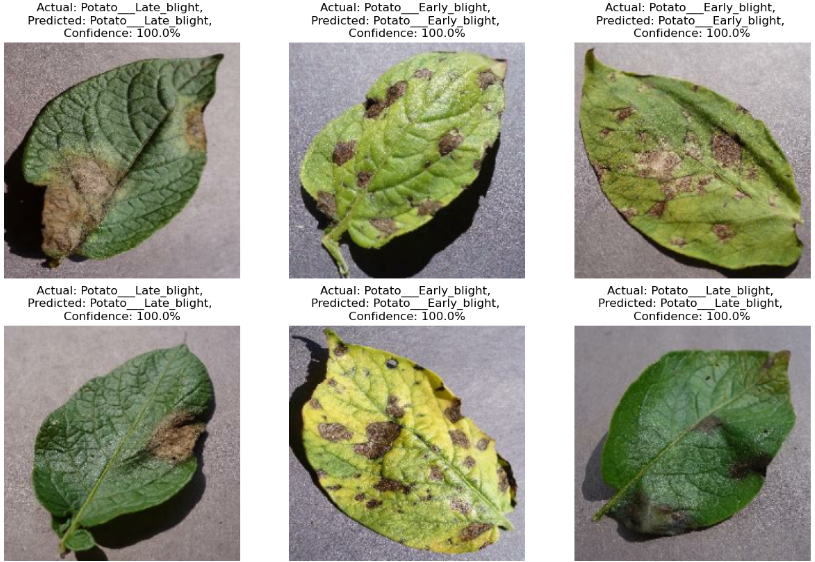 Actual: Potato___Late_blight,
Predicted: Potato___Late_blight,
Confidence: 100.0%
Actual: Potato___Early_blight,
Predicted: Potato___Early_blight,
Confidence: 100.0%
Actual: Potato___Early_blight,
Predicted: Potato___Early_blight,
Confidence: 100.0%
Actual: Potato___Late_blight,
Predicted: Potato___Late_blight,
Confidence: 100.0%
Actual: Potato___Early_blight,
Predicted: Potato___Early_blight,
Confidence: 100.0%
Actual: Potato___Late_blight,
Predicted: Potato___Late_blight,
Confidence: 100.0%